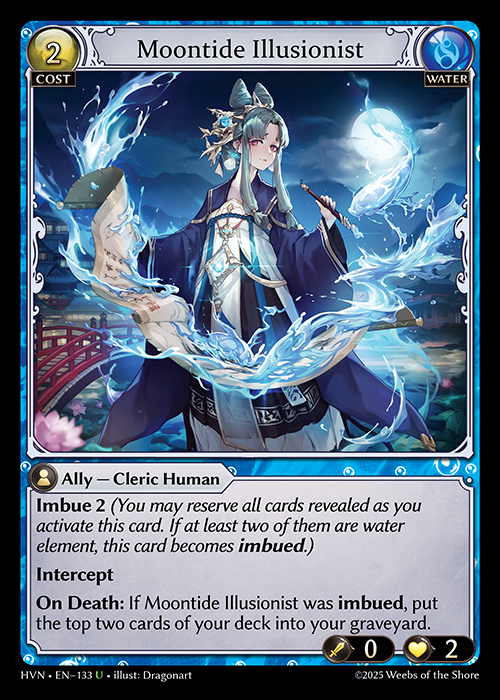 2
Moontide Illusionist
COST
WATER
Ally — Cleric Human
Imbue 2 (You may reserve all cards revealed as you
activate this card. If at least two of them are water
element, this card becomes imbued.)
Intercept
On Death: If Moontide Illusionist was imbued, put
the top two cards of your deck into your graveyard.
0
2
HVN • EN–133 U • illust: Dragonart
©2025 Weebs of the Shore